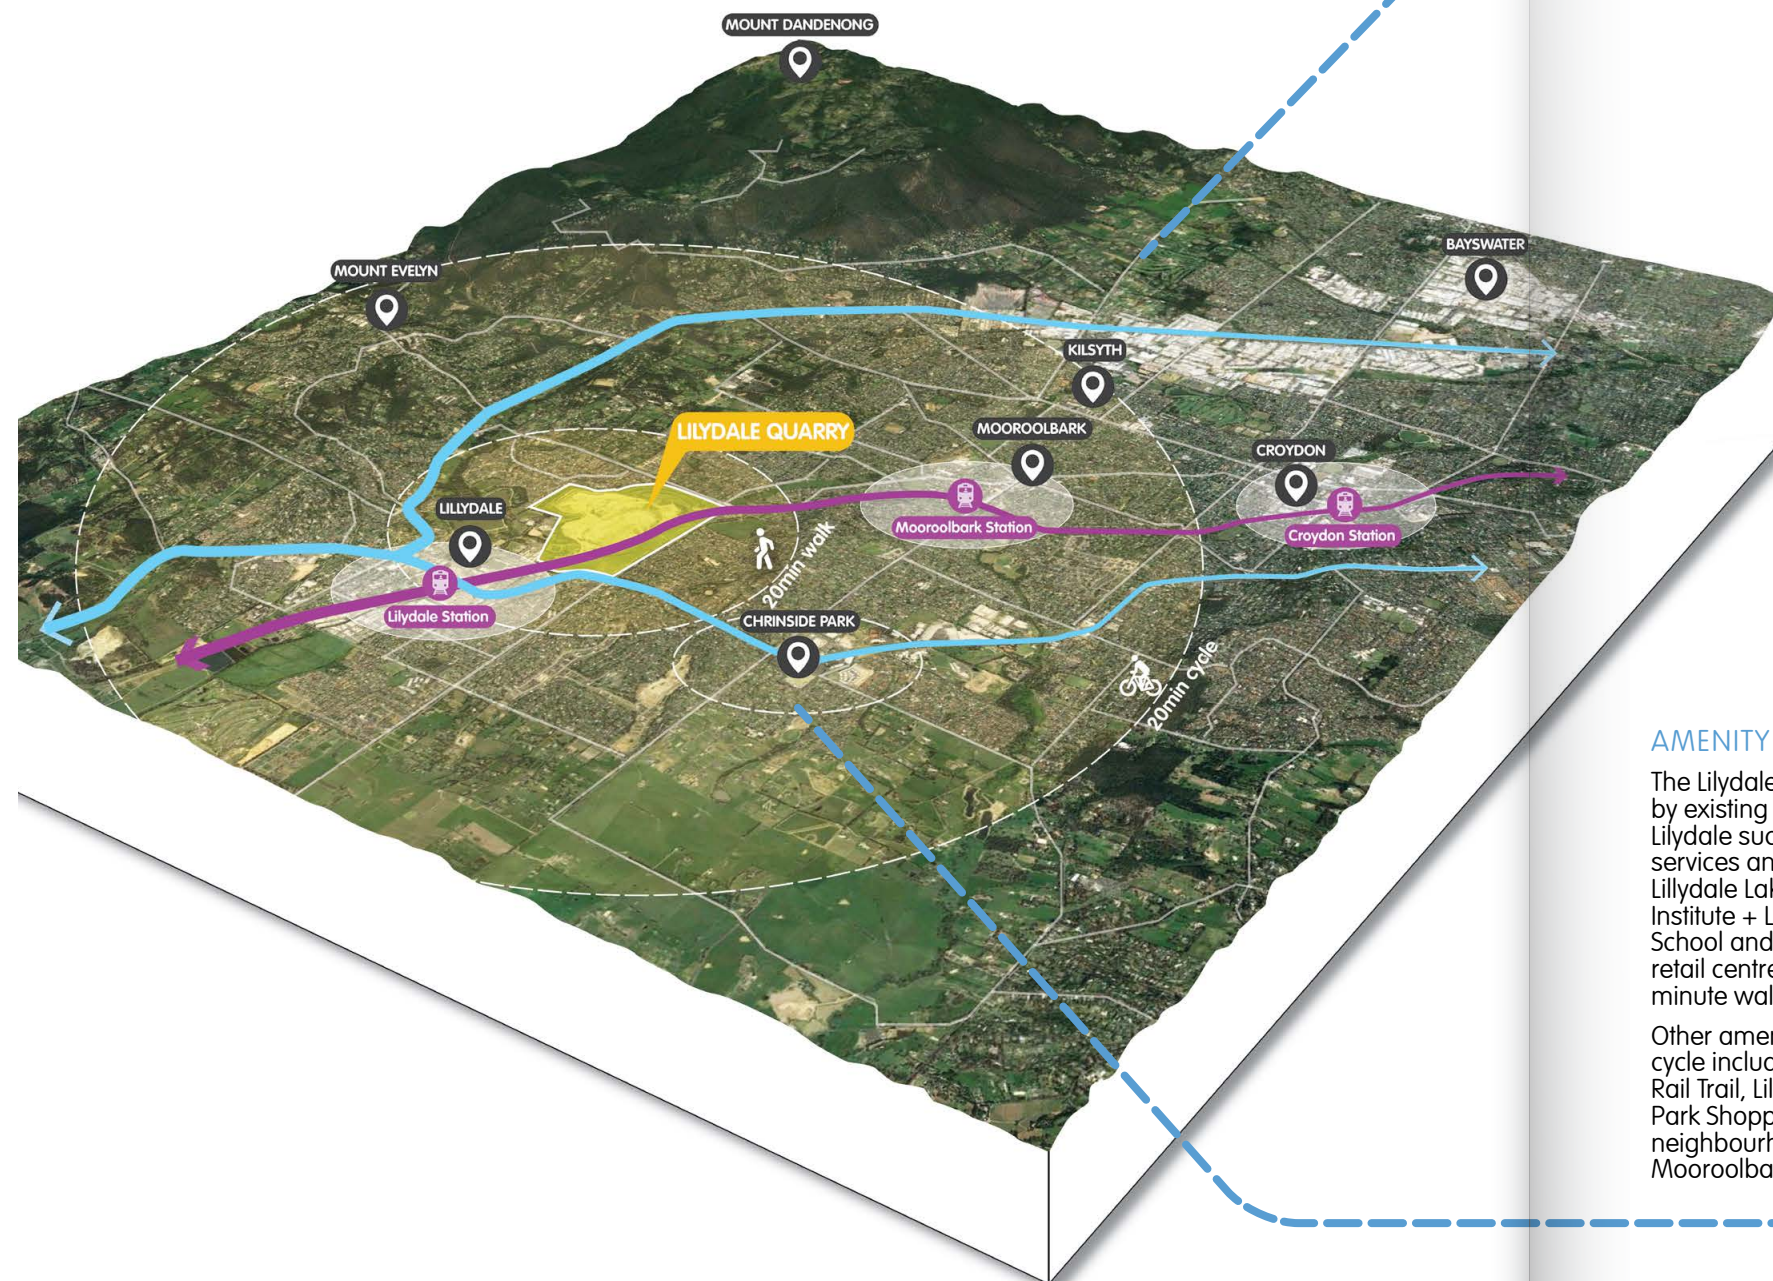 MOUNT DANDENONG
BAYSWATER
MOUNT EVELYN
KILSYTH
LILYDALE QUARRY
MOOROOLBARK
CROYDON
LILLYDALE
Mooroolbark Station
Croydon Station
20min walk
Lilydale Station
CHRINSIDE PARK
20min cycle
AMENITY
The Lilydale
by existing
Lilydale suc
services an
Lillydale Lak
Institute + L
School and
retail centre
minute wal
Other amer
cycle includ
Rail Trail, Lil
Park Shopp
neighbourh
Mooroolba